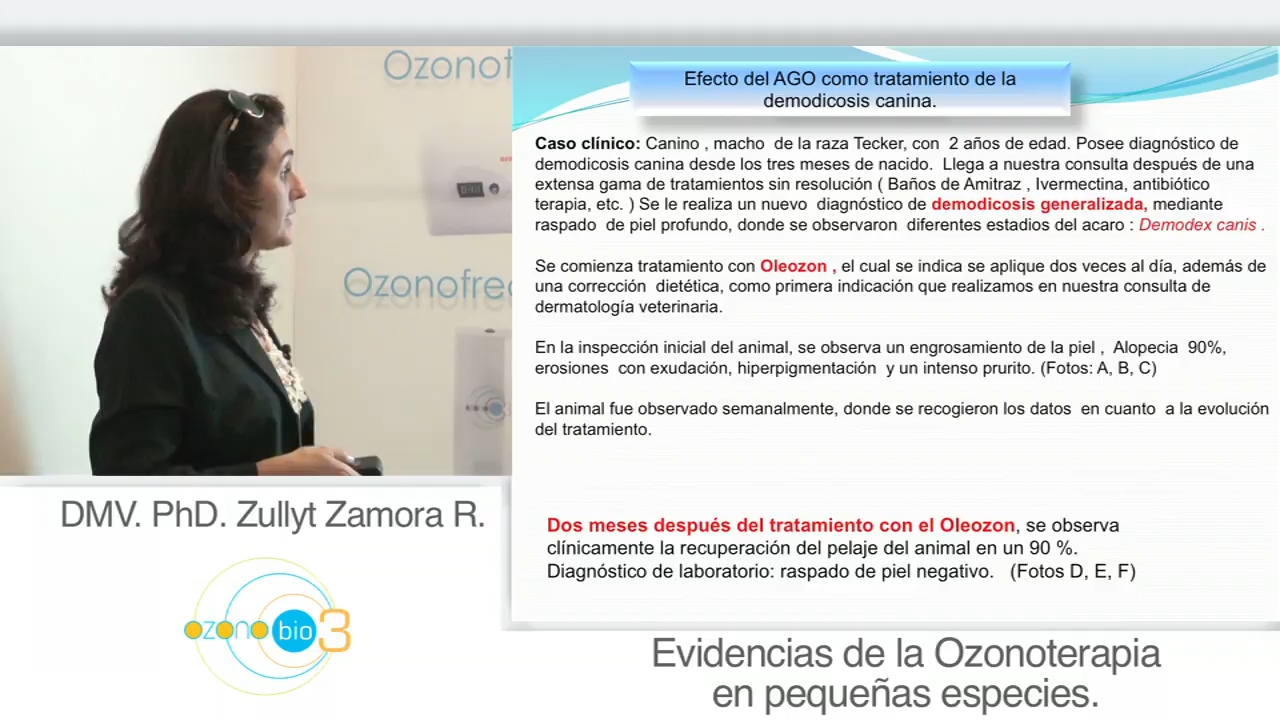 Ozonot
Ozonofrec
Efecto del AGO como tratamiento de la
demodicosis canina.
Caso clínico: Canino , macho de la raza Tecker, con 2 años de edad. Posee diagnóstico de
demodicosis canina desde los tres meses de nacido. Llega a nuestra consulta después de una
extensa gama de tratamientos sin resolución ( Baños de Amitraz , Ivermectina, antibiótico
terapia, etc. ) Se le realiza un nuevo diagnóstico de demodicosis generalizada, mediante
raspado de piel profundo, donde se observaron diferentes estadios del acaro : Demodex canis .
Se comienza tratamiento con Oleozon , el cual se indica se aplique dos veces al día, además de
una corrección dietética, como primera indicación que realizamos en nuestra consulta de
dermatología veterinaria.
En la inspección inicial del animal, se observa un engrosamiento de la piel , Alopecia 90%,
erosiones con exudación, hiperpigmentación y un intenso prurito. (Fotos: A, B, C)
El animal fue observado semanalmente, donde se recogieron los datos en cuanto a la evolución
del tratamiento.
Dos meses después del tratamiento con el Oleozon, se observa
clínicamente la recuperación del pelaje del animal en un 90 %.
Diagnóstico de laboratorio: raspado de piel negativo. (Fotos D, E, F)
DMV. PhD. Zullyt Zamora R.
ozono bio 3
Evidencias de la Ozonoterapia
en pequeñas especies.